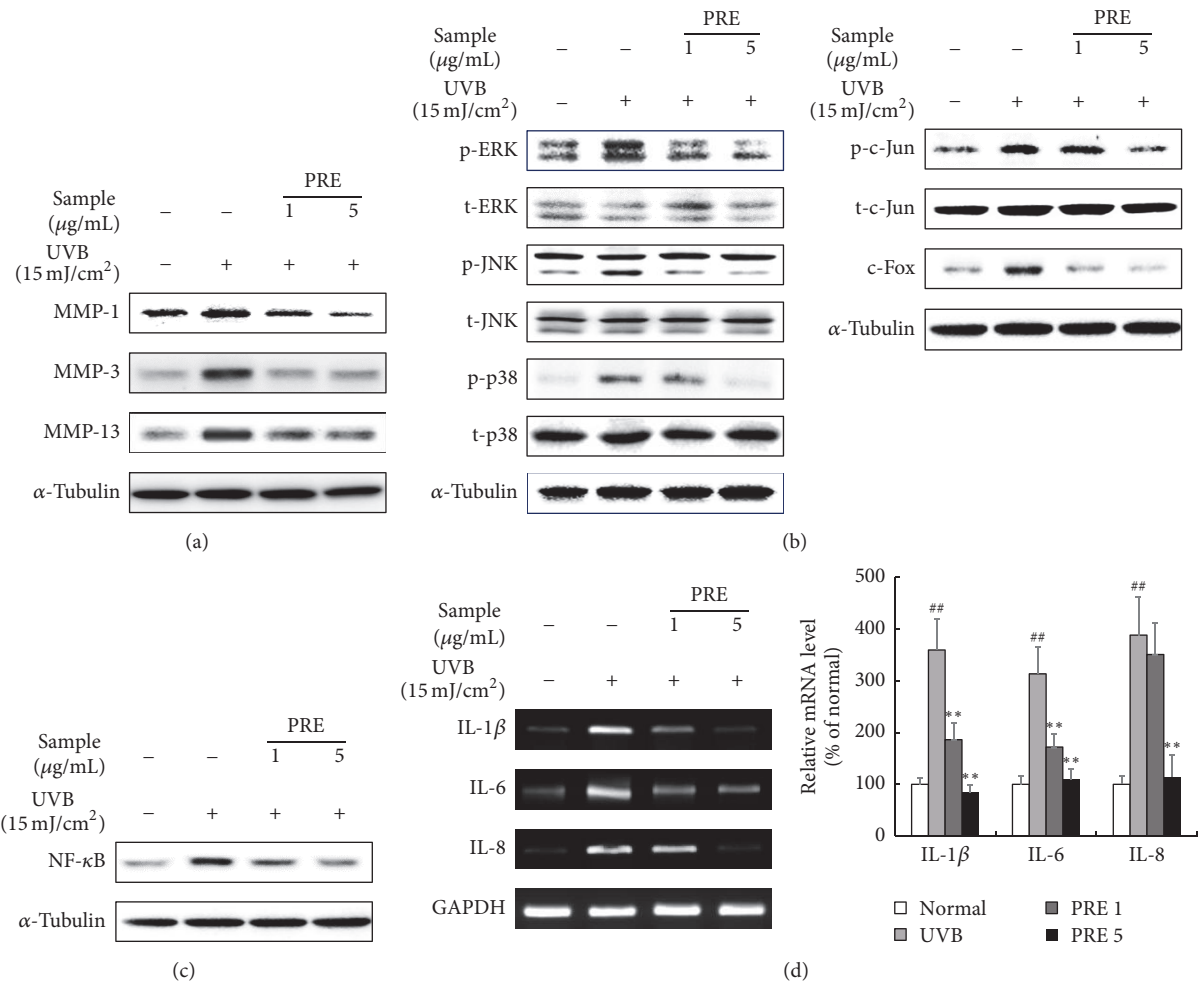 PRE
Sample
(μg/mL)
– – 1 5
UVB
(15 mJ/cm²)
– + + +
MMP-1
MMP-3
MMP-13
α-Tubulin
(a)
PRE
Sample
(μg/mL)
– – 1 5
UVB
(15 mJ/cm²)
– + + +
p-ERK
t-ERK
p-JNK
t-JNK
p-p38
t-p38
α-Tubulin
PRE
Sample
(μg/mL)
– – 1 5
UVB
(15 mJ/cm²)
– + + +
p-c-Jun
t-c-Jun
c-Fox
α-Tubulin
(b)
PRE
Sample
(μg/mL)
– – 1 5
UVB
(15 mJ/cm²)
– + + +
NF-κB
α-Tubulin
(c)
PRE
Sample
(μg/mL)
– – 1 5
UVB
(15 mJ/cm²)
– + + +
IL-1β
IL-6
IL-8
GAPDH
Relative mRNA level
(% of normal)
500
400
300
200
100
0
## ## ##
** ** ** ** **
IL-1β IL-6 IL-8
Normal PRE 1
UVB PRE 5
(d)